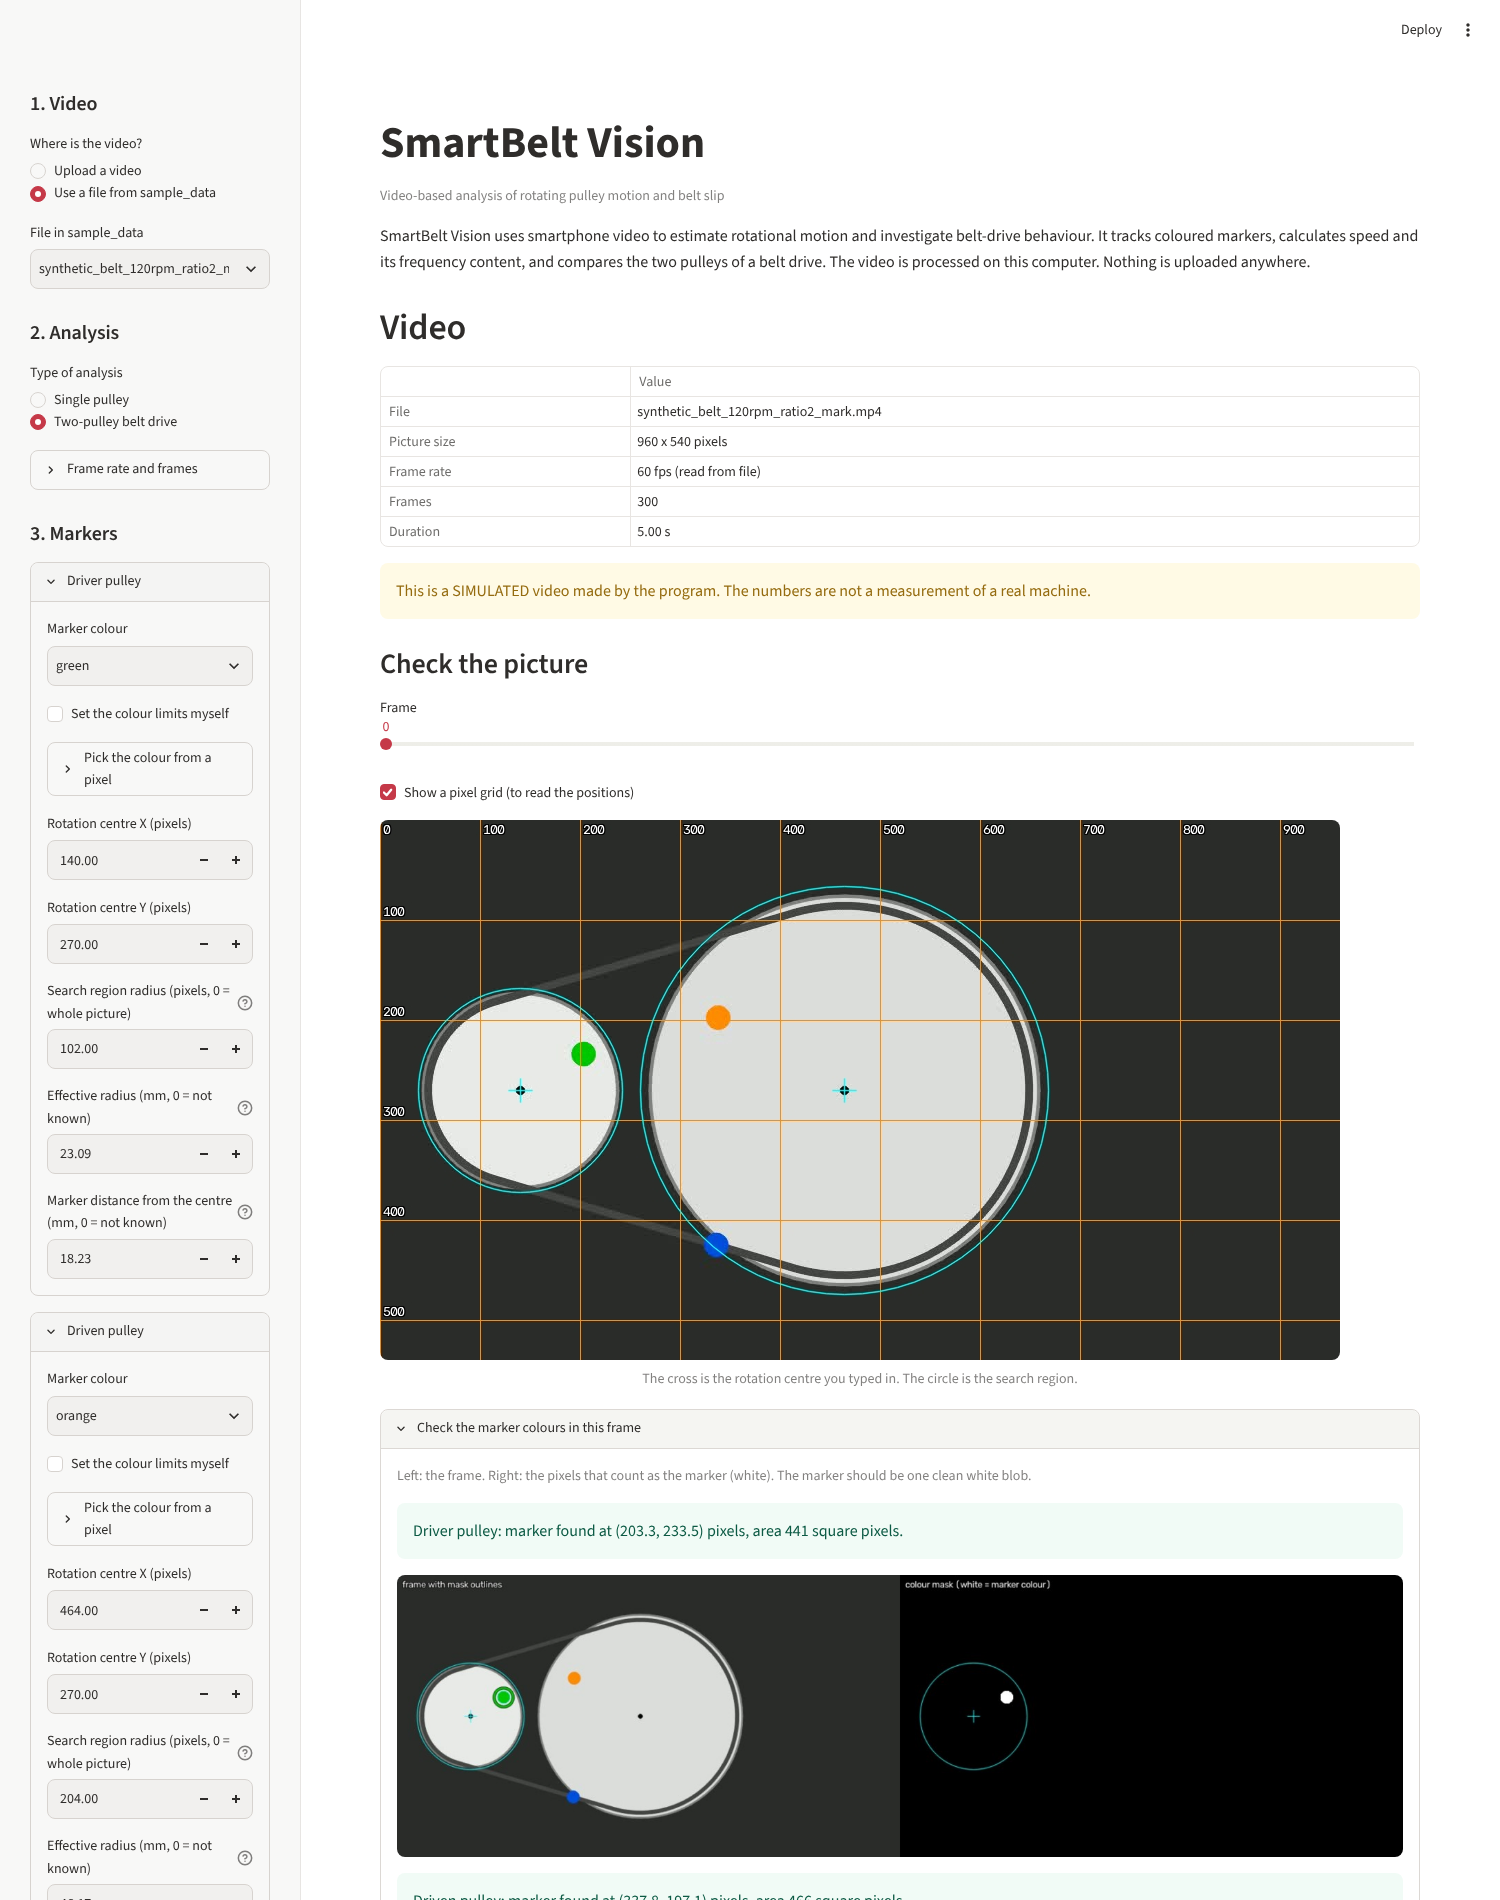 Deploy
1. Video
Where is the video?
Upload a video
Use a file from sample_data
File in sample_data
synthetic_belt_120rpm_ratio2_n
2. Analysis
Type of analysis
Single pulley
Two-pulley belt drive
Frame rate and frames
3. Markers
Driver pulley
Marker colour
green
Set the colour limits myself
Pick the colour from a
pixel
Rotation centre X (pixels)
140.00
Rotation centre Y (pixels)
270.00
Search region radius (pixels, 0 =
whole picture)
102.00
Effective radius (mm, 0 = not
known)
23.09
Marker distance from the centre
(mm, 0 = not known)
18.23
Driven pulley
Marker colour
orange
Set the colour limits myself
Pick the colour from a
pixel
Rotation centre X (pixels)
464.00
Rotation centre Y (pixels)
270.00
Search region radius (pixels, 0 =
whole picture)
204.00
Effective radius (mm, 0 = not
known)
SmartBelt Vision
Video-based analysis of rotating pulley motion and belt slip
SmartBelt Vision uses smartphone video to estimate rotational motion and investigate belt-drive behaviour. It tracks coloured markers, calculates speed and
its frequency content, and compares the two pulleys of a belt drive. The video is processed on this computer. Nothing is uploaded anywhere.
Video
Value
File synthetic_belt_120rpm_ratio2_mark.mp4
Picture size 960 x 540 pixels
Frame rate 60 fps (read from file)
Frames 300
Duration 5.00 s
This is a SIMULATED video made by the program. The numbers are not a measurement of a real machine.
Check the picture
Frame
0
Show a pixel grid (to read the positions)
0 100 200 300 400 500 600 700 800 900
100
200
300
400
500
The cross is the rotation centre you typed in. The circle is the search region.
Check the marker colours in this frame
Left: the frame. Right: the pixels that count as the marker (white). The marker should be one clean white blob.
Driver pulley: marker found at (203.3, 233.5) pixels, area 441 square pixels.
frame with mask outlines
colour mask (white = marker colour)
Driven pulley: marker found at (337.8, 197.1) pixels, area 466 square pixels.